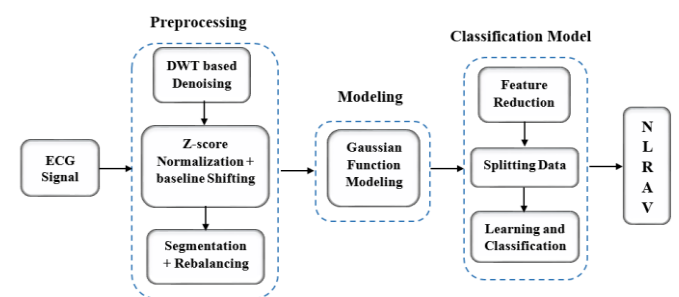 Preprocessing
DWT based
Denoising
Z-score
Normalization +
baseline Shifting
Segmentation
+ Rebalancing
ECG
Signal
Modeling
Gaussian
Function
Modeling
Classification Model
Feature
Reduction
Splitting Data
Learning and
Classification
N
L
R
A
V